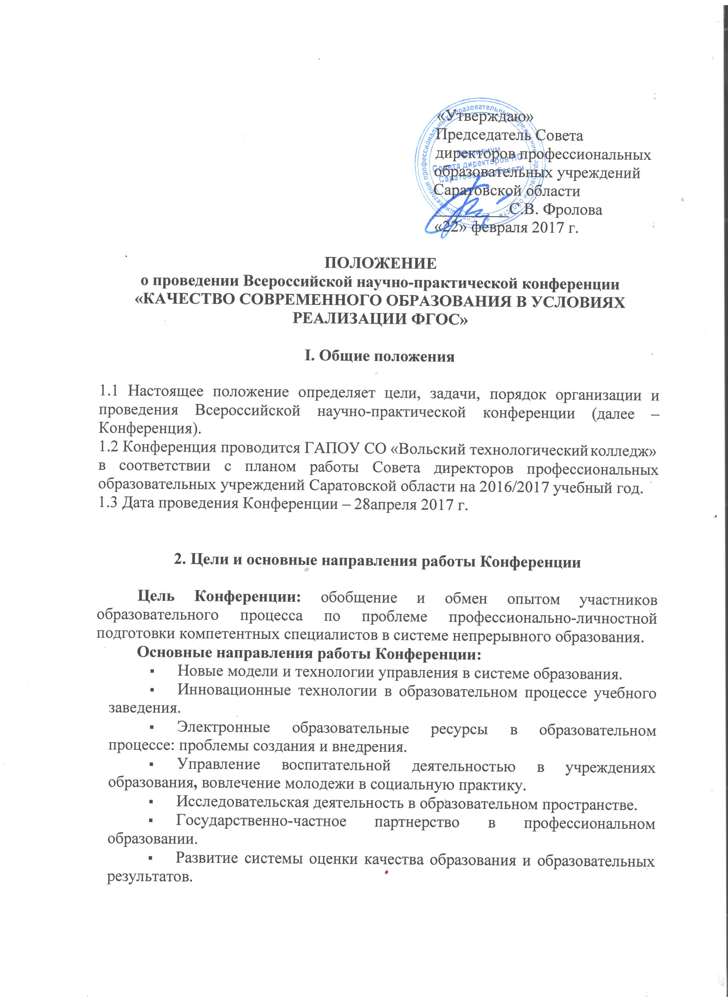 «Утверждаю»
Председатель Совета
директоров профессиональных
образовательных учреждений
Саратовской области
С.В. Фролова
«22» февраля 2017 г.
Президиум
Совета директоров
Саратовской области
ПОЛОЖЕНИЕ
о проведении Всероссийской научно-практической конференции
«КАЧЕСТВО СОВРЕМЕННОГО ОБРАЗОВАНИЯ В УСЛОВИЯХ
РЕАЛИЗАЦИИ ФГОС»
I. Общие положения
1.1 Настоящее положение определяет цели, задачи, порядок организации и
проведения Всероссийской научно-практической конференции (далее –
Конференция).
1.2 Конференция проводится ГАПОУ СО «Вольский технологический колледж»
в соответствии с планом работы Совета директоров профессиональных
образовательных учреждений Саратовской области на 2016/2017 учебный год.
1.3 Дата проведения Конференции – 28апреля 2017 г.
2. Цели и основные направления работы Конференции
Цель Конференции: обобщение и обмен опытом участников
образовательного процесса по проблеме профессионально-личностной
подготовки компетентных специалистов в системе непрерывного образования.
Основные направления работы Конференции:
▪ Новые модели и технологии управления в системе образования.
▪ Инновационные технологии в образовательном процессе учебного
заведения.
▪ Электронные образовательные ресурсы в образовательном
процессе: проблемы создания и внедрения.
▪ Управление воспитательной деятельностью в учреждениях
образования, вовлечение молодежи в социальную практику.
▪ Исследовательская деятельность в образовательном пространстве.
▪ Государственно-частное партнерство в профессиональном
образовании.
▪ Развитие системы оценки качества образования и образовательных
результатов.